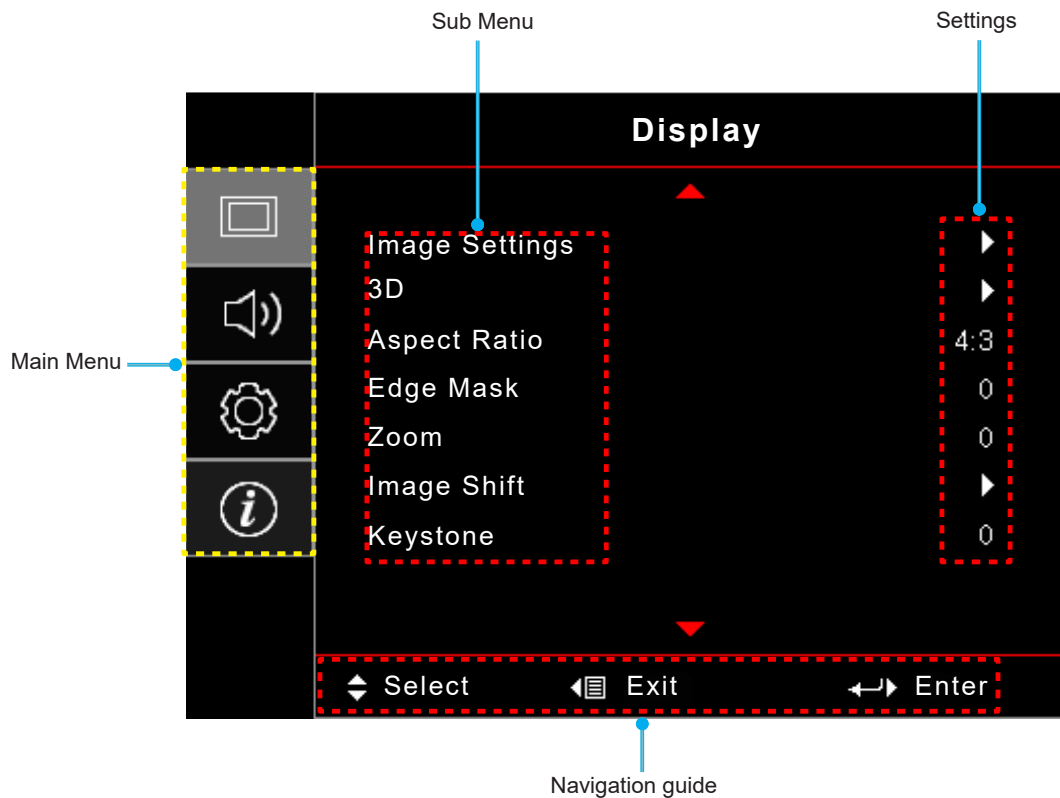 Sub Menu
Settings
Display
Image Settings
3D
Aspect Ratio 4:3
Main Menu
Edge Mask 0
Zoom 0
Image Shift
Keystone 0
Select Exit Enter
Navigation guide